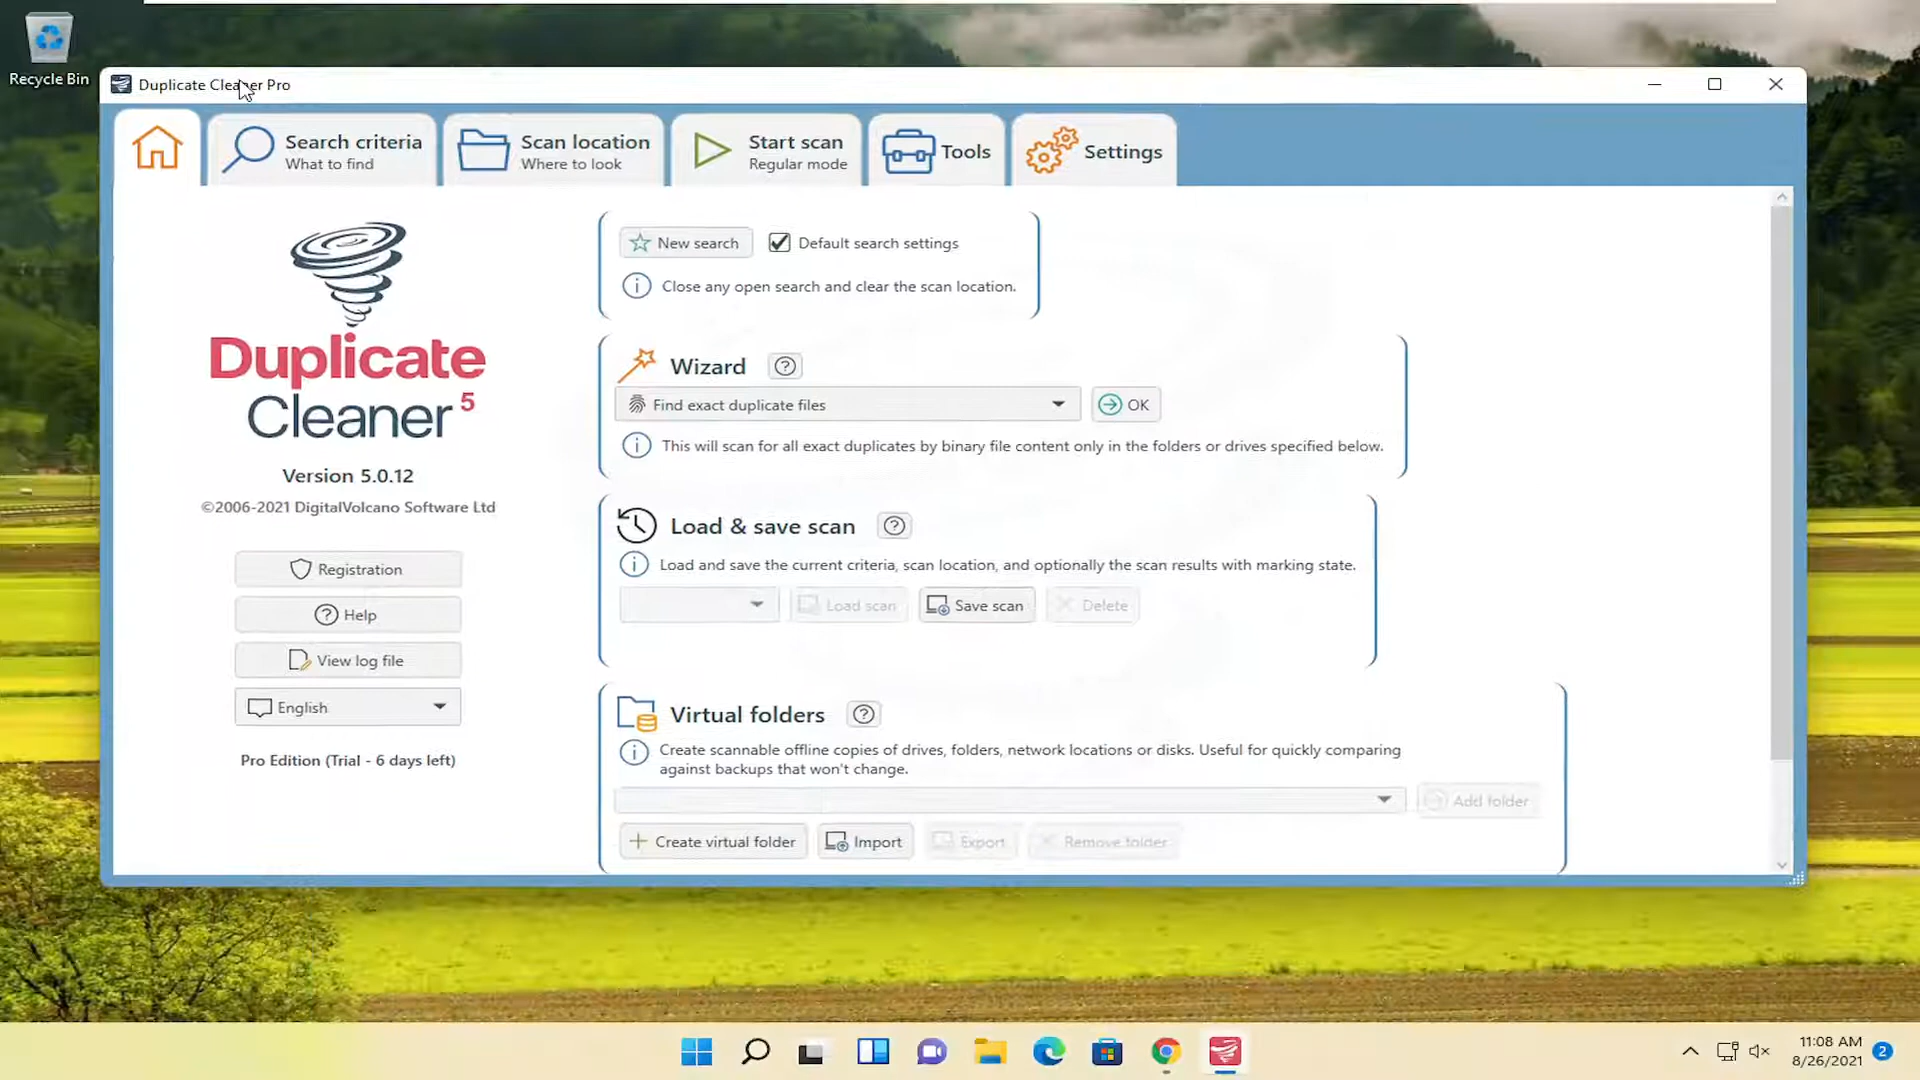 Recycle Bin
Duplicate Cleaner Pro
Search criteria
What to find
Scan location
Where to look
Start scan
Regular mode
Tools
Settings
Duplicate
Cleaner 5
Version 5.0.12
©2006-2021 DigitalVolcano Software Ltd
Registration
Help
View log file
English
Pro Edition (Trial - 6 days left)
New search
Default search settings
Close any open search and clear the scan location.
Wizard
Find exact duplicate files
OK
This will scan for all exact duplicates by binary file content only in the folders or drives specified below.
Load & save scan
Load and save the current criteria, scan location, and optionally the scan results with marking state.
Load scan
Save scan
Delete
Virtual folders
Create scannable offline copies of drives, folders, network locations or disks. Useful for quickly comparing
against backups that won't change.
Add folder
Create virtual folder
Import
Export
Remove folder
11:08 AM
8/26/2021
2